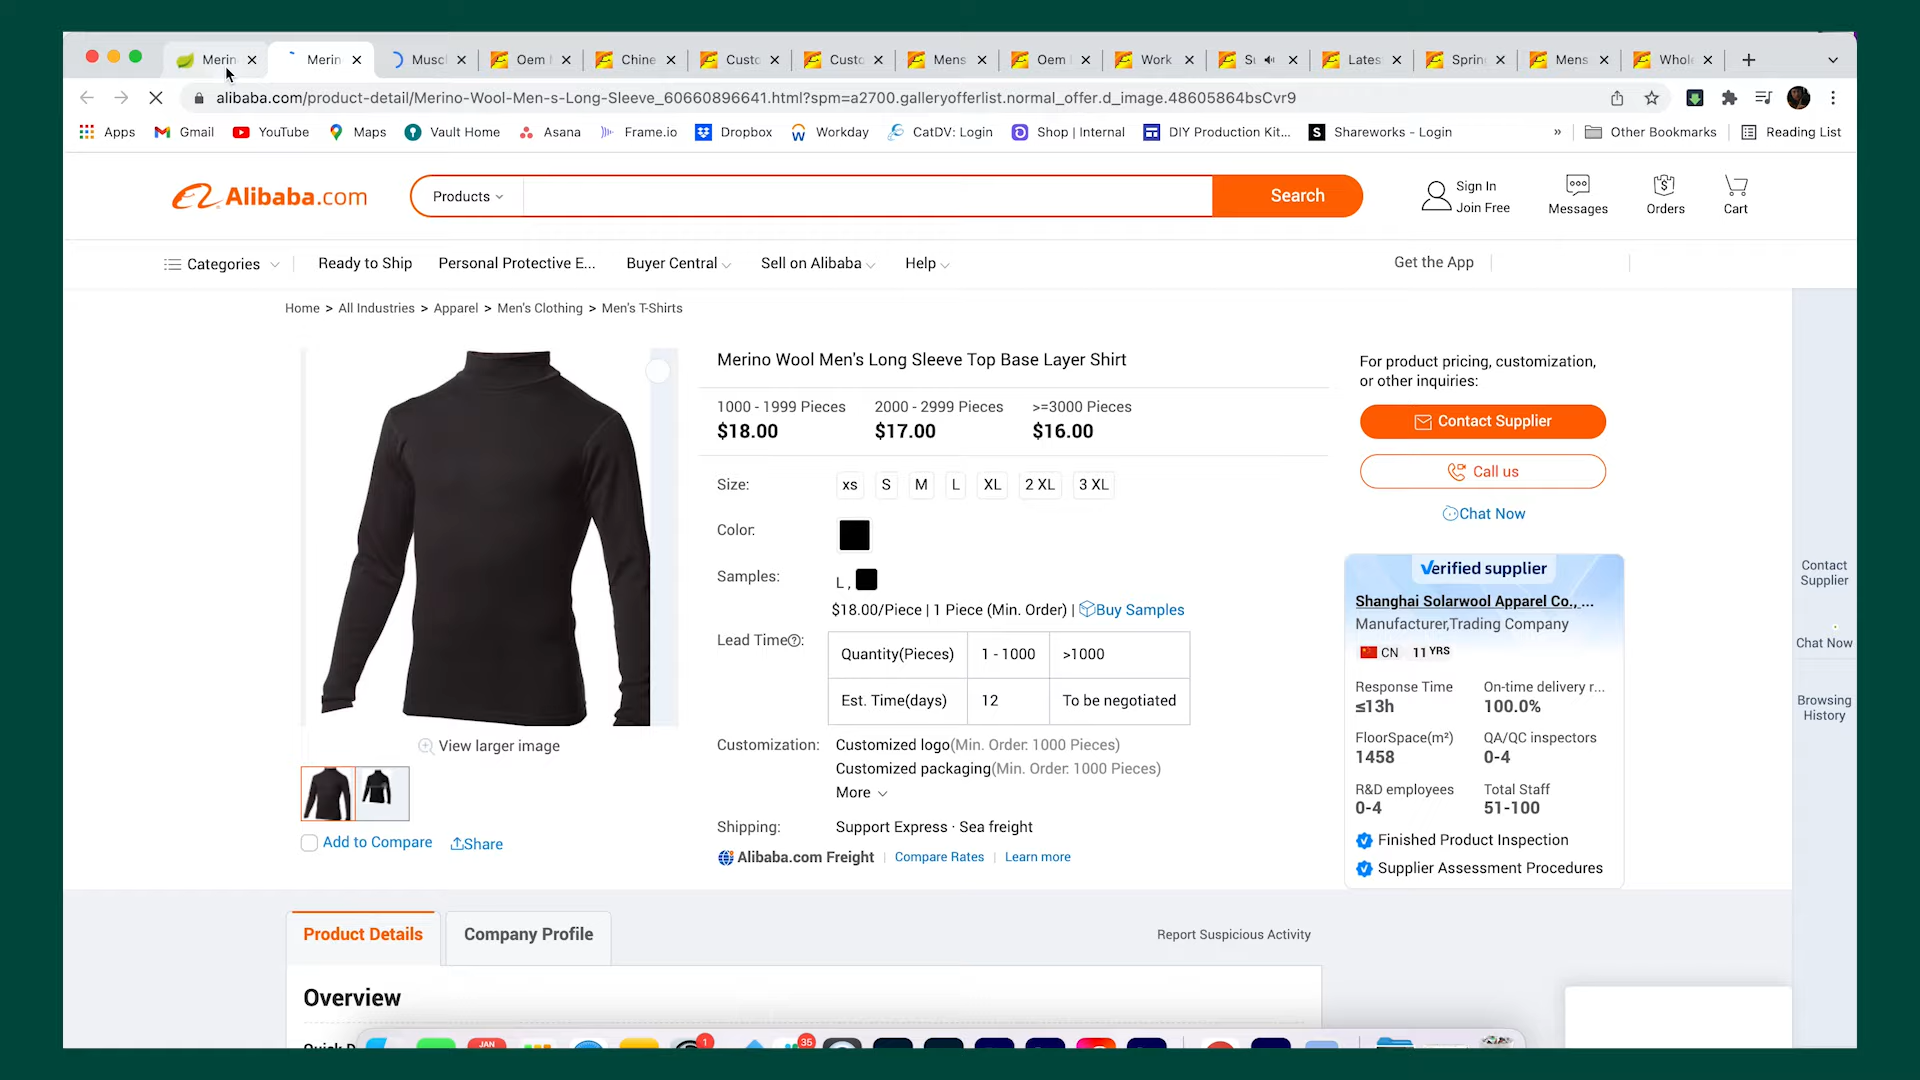 Merin
Merin
Muscl
Oem
Chine
Custo
Custo
Mens
Oem
Work
Su
Lates
Sprin
Mens
Whol
alibaba.com/product-detail/Merino-Wool-Men-s-Long-Sleeve_60660896641.html?spm=a2700.galleryofferlist.normal_offer.d_image.48605864bsCvr9
Apps Gmail YouTube Maps Vault Home Asana Frame.io Dropbox Workday CatDV: Login Shop | Internal DIY Production Kit... Shareworks - Login » Other Bookmarks Reading List
Alibaba.com
Products
Search
Sign In
Join Free
Messages
Orders
Cart
Categories Ready to Ship Personal Protective E... Buyer Central Sell on Alibaba Help
Get the App
Home > All Industries > Apparel > Men's Clothing > Men's T-Shirts
View larger image
Add to Compare Share
Merino Wool Men's Long Sleeve Top Base Layer Shirt
1000 - 1999 Pieces 2000 - 2999 Pieces >=3000 Pieces
$18.00 $17.00 $16.00
Size: xs S M L XL 2 XL 3 XL
Color:
Samples: L ,
$18.00/Piece | 1 Piece (Min. Order) | Buy Samples
Lead Time?:
Quantity(Pieces) 1 - 1000 >1000
Est. Time(days) 12 To be negotiated
Customization: Customized logo(Min. Order: 1000 Pieces)
Customized packaging(Min. Order: 1000 Pieces)
More
Shipping: Support Express · Sea freight
Alibaba.com Freight | Compare Rates | Learn more
For product pricing, customization,
or other inquiries:
Contact Supplier
Call us
Chat Now
Verified supplier
Shanghai Solarwool Apparel Co., ...
Manufacturer,Trading Company
CN 11 YRS
Response Time On-time delivery r...
≤13h 100.0%
FloorSpace(m²) QA/QC inspectors
1458 0-4
R&D employees Total Staff
0-4 51-100
Finished Product Inspection
Supplier Assessment Procedures
Contact
Supplier
Chat Now
Browsing
History
Product Details Company Profile
Report Suspicious Activity
Overview
JAN
1
35